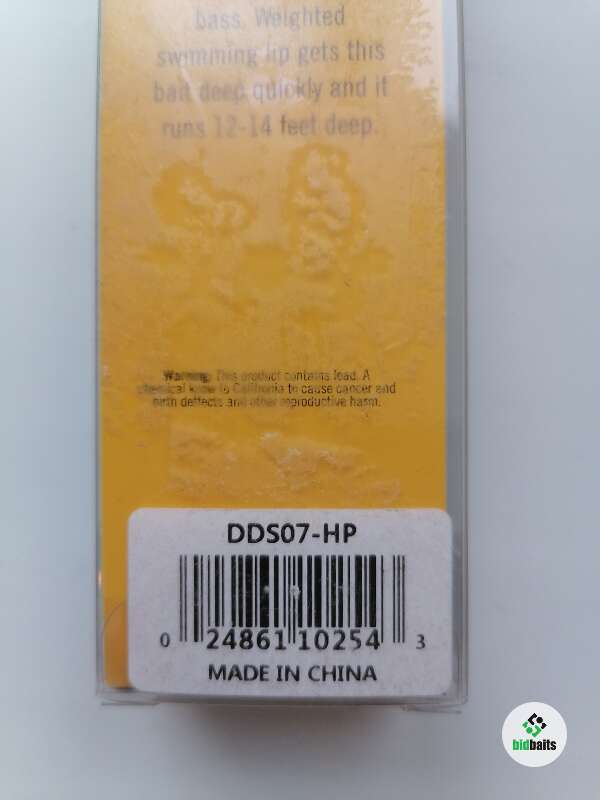 bass. Weighted
swimming lip gets this
bait deep quickly and it
runs 12-14 feet deep.
Warning: This product contains lead. A
chemical know to California to cause cancer and
birth deffects and other reproductive harm.
DDS07-HP
0 24861 10254 3
MADE IN CHINA
bidbaits